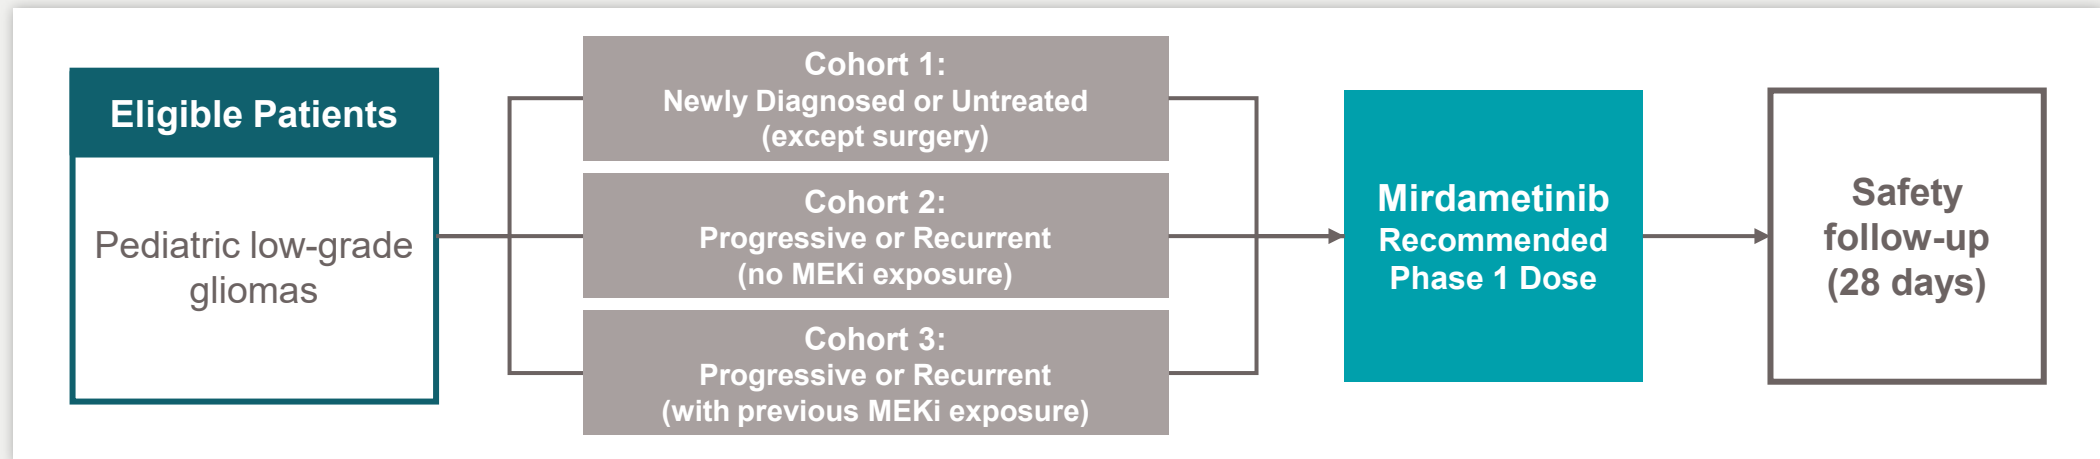 Eligible Patients
Pediatric low-grade
gliomas
Cohort 1:
Newly Diagnosed or Untreated
(except surgery)
Cohort 2:
Progressive or Recurrent
(no MEKi exposure)
Cohort 3:
Progressive or Recurrent
(with previous MEKi exposure)
Mirdametinib
Recommended
Phase 1 Dose
Safety
follow-up
(28 days)